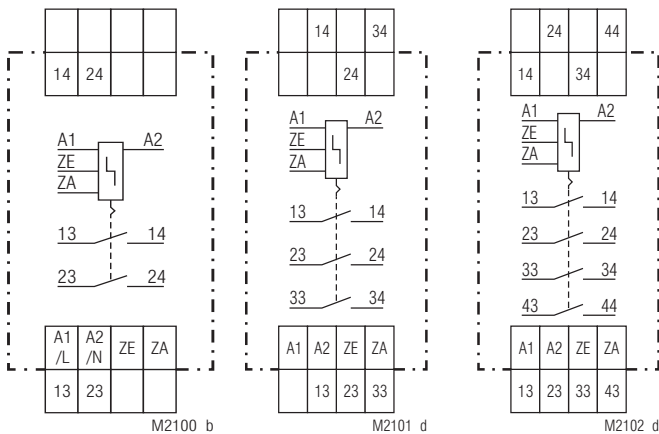 14 24
A1 A2
ZE
ZA
13 14
23 24
A1 /L A2 /N ZE ZA
13 23
M2100_b
14 34
24
A1 A2
ZE
ZA
13 14
23 24
33 34
A1 A2 ZE ZA
13 23 33
M2101_d
24 44
14 34
A1 A2
ZE
ZA
13 14
23 24
33 34
43 44
A1 A2 ZE ZA
13 23 33 43
M2102_d